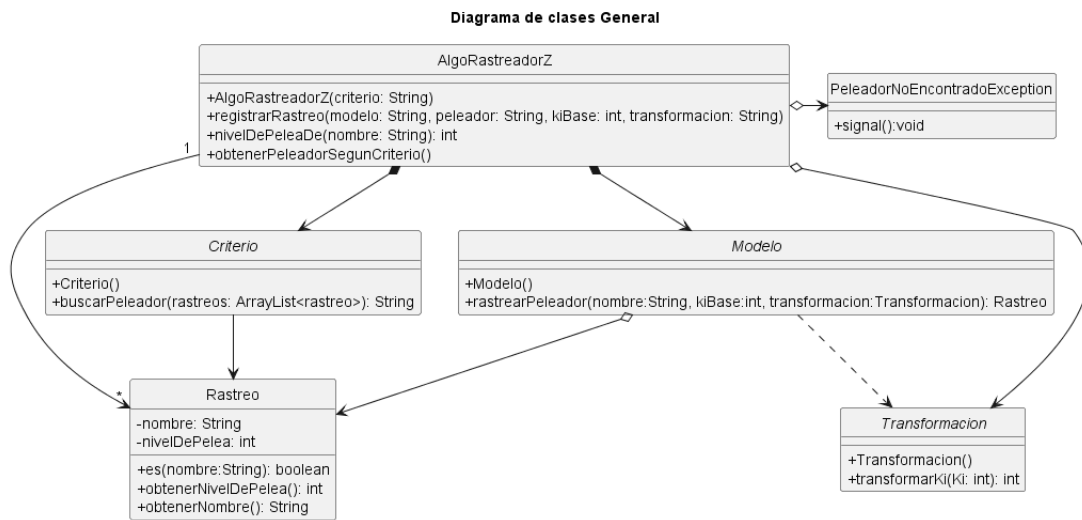 Diagrama de clases General
AlgoRastreadorZ
+AlgoRastreadorZ(criterio: String)
+registrarRastreo(modelo: String, peleador: String, kiBase: int, transformacion: String)
+nivelDePeleaDe(nombre: String): int
+obtenerPeleadorSegunCriterio()
PeleadorNoEncontradoException
+signal():void
1
Criterio
+Criterio()
+buscarPeleador(rastreos: ArrayList<rastreo>): String
Modelo
+Modelo()
+rastrearPeleador(nombre:String, kiBase:int, transformacion:Transformacion): Rastreo
*
Rastreo
-nombre: String
-nivelDePelea: int
+es(nombre:String): boolean
+obtenerNivelDePelea(): int
+obtenerNombre(): String
Transformacion
+Transformacion()
+transformarKi(Ki: int): int